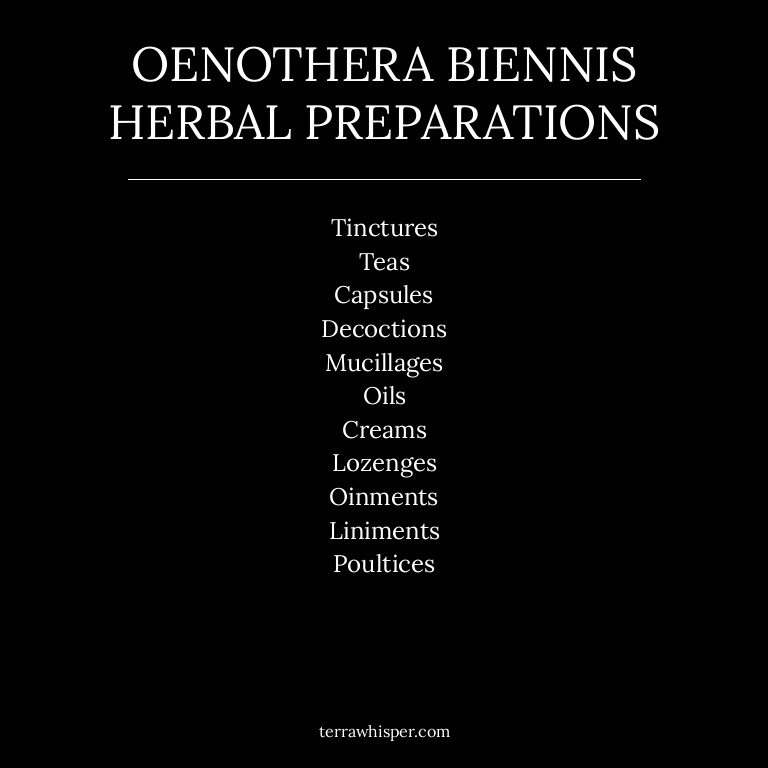 OENOTHERA BIENNIS
HERBAL PREPARATIONS
Tinctures
Teas
Capsules
Decoctions
Mucillages
Oils
Creams
Lozenges
Oinments
Liniments
Poultices
terrawhisper.com